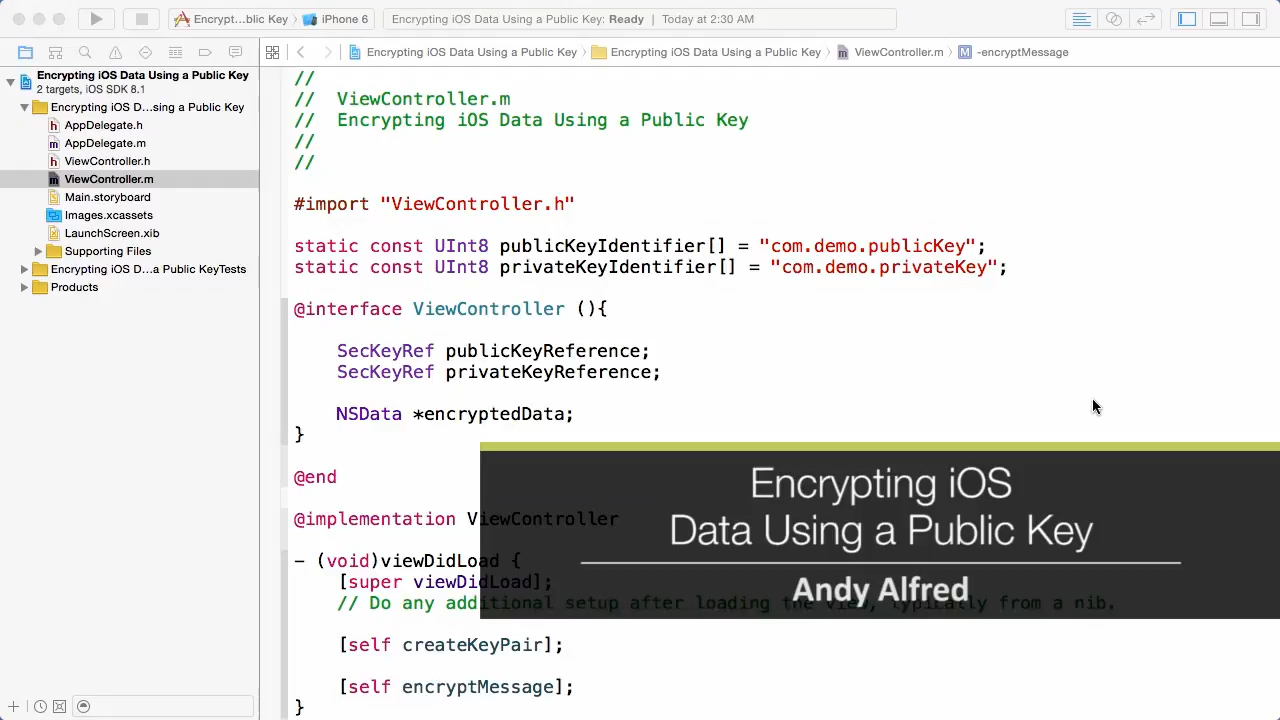 Encrypt...blic Key
iPhone 6
Encrypting iOS Data Using a Public Key: Ready | Today at 2:30 AM
Encrypting iOS Data Using a Public Key
Encrypting iOS Data Using a Public Key
ViewController.m
M
-encryptMessage
Encrypting iOS Data Using a Public Key
2 targets, iOS SDK 8.1
Encrypting iOS D...sing a Public Key
h AppDelegate.h
m AppDelegate.m
h ViewController.h
m ViewController.m
Main.storyboard
Images.xcassets
LaunchScreen.xib
Supporting Files
Encrypting iOS D...a Public KeyTests
Products
//
// ViewController.m
// Encrypting iOS Data Using a Public Key
//
//
#import "ViewController.h"
static const UInt8 publicKeyIdentifier[] = "com.demo.publicKey";
static const UInt8 privateKeyIdentifier[] = "com.demo.privateKey";
@interface ViewController (){
SecKeyRef publicKeyReference;
SecKeyRef privateKeyReference;
NSData *encryptedData;
}
@end
@implementation ViewController
- (void)viewDidLoad {
[super viewDidLoad];
// Do any additional setup after loading the view, typically from a nib.
[self createKeyPair];
[self encryptMessage];
}
Encrypting iOS
Data Using a Public Key
Andy Alfred